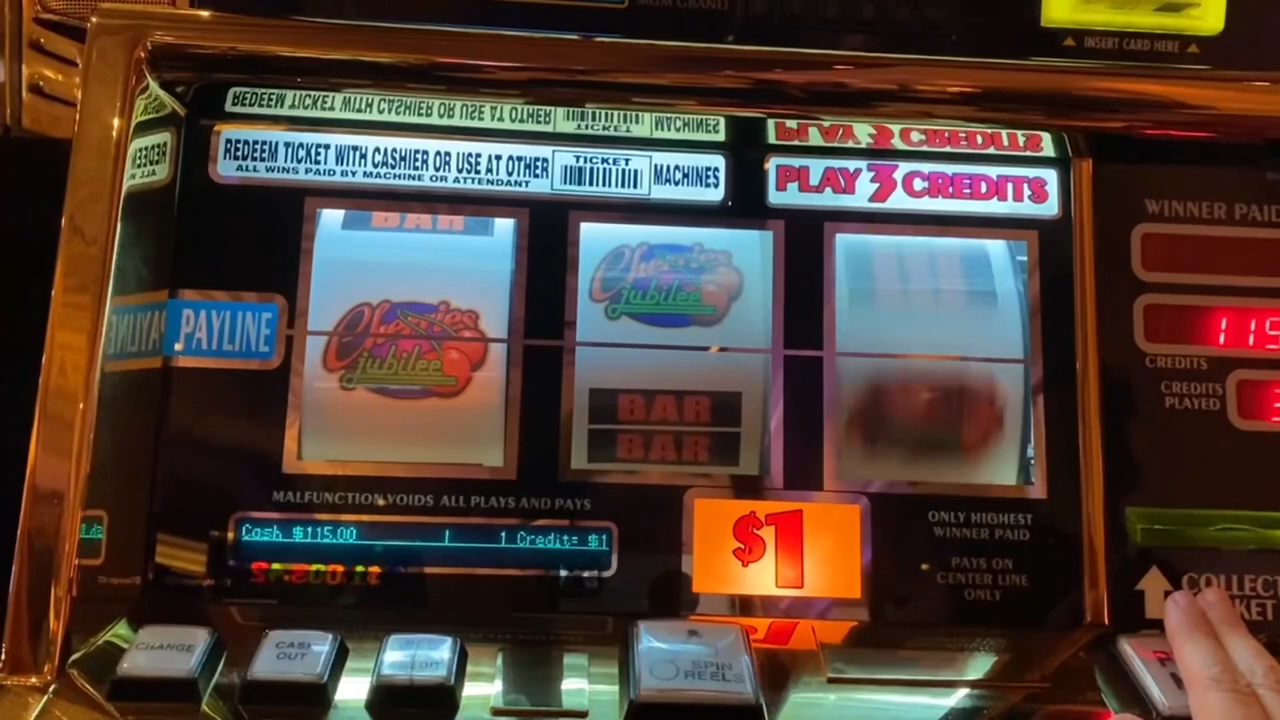 MGM GRAND
INSERT CARD HERE
REDEEM TICKET WITH CASHIER OR USE AT OTHER TICKET MACHINES
ALL WINS PAID BY MACHINE OR ATTENDANT
PLAY 3 CREDITS
WINNER PAID
BAR
Cherries
jubilee
Cherries
jubilee
PAYLINE
115
CREDITS
CREDITS
PLAYED
BAR
BAR
MALFUNCTION VOIDS ALL PLAYS AND PAYS
Cash $115.00 1 Credit= $1
$1
ONLY HIGHEST
WINNER PAID
PAYS ON
CENTER LINE
ONLY
COLLECT
CHANGE
CASH
OUT
SPIN
REELS